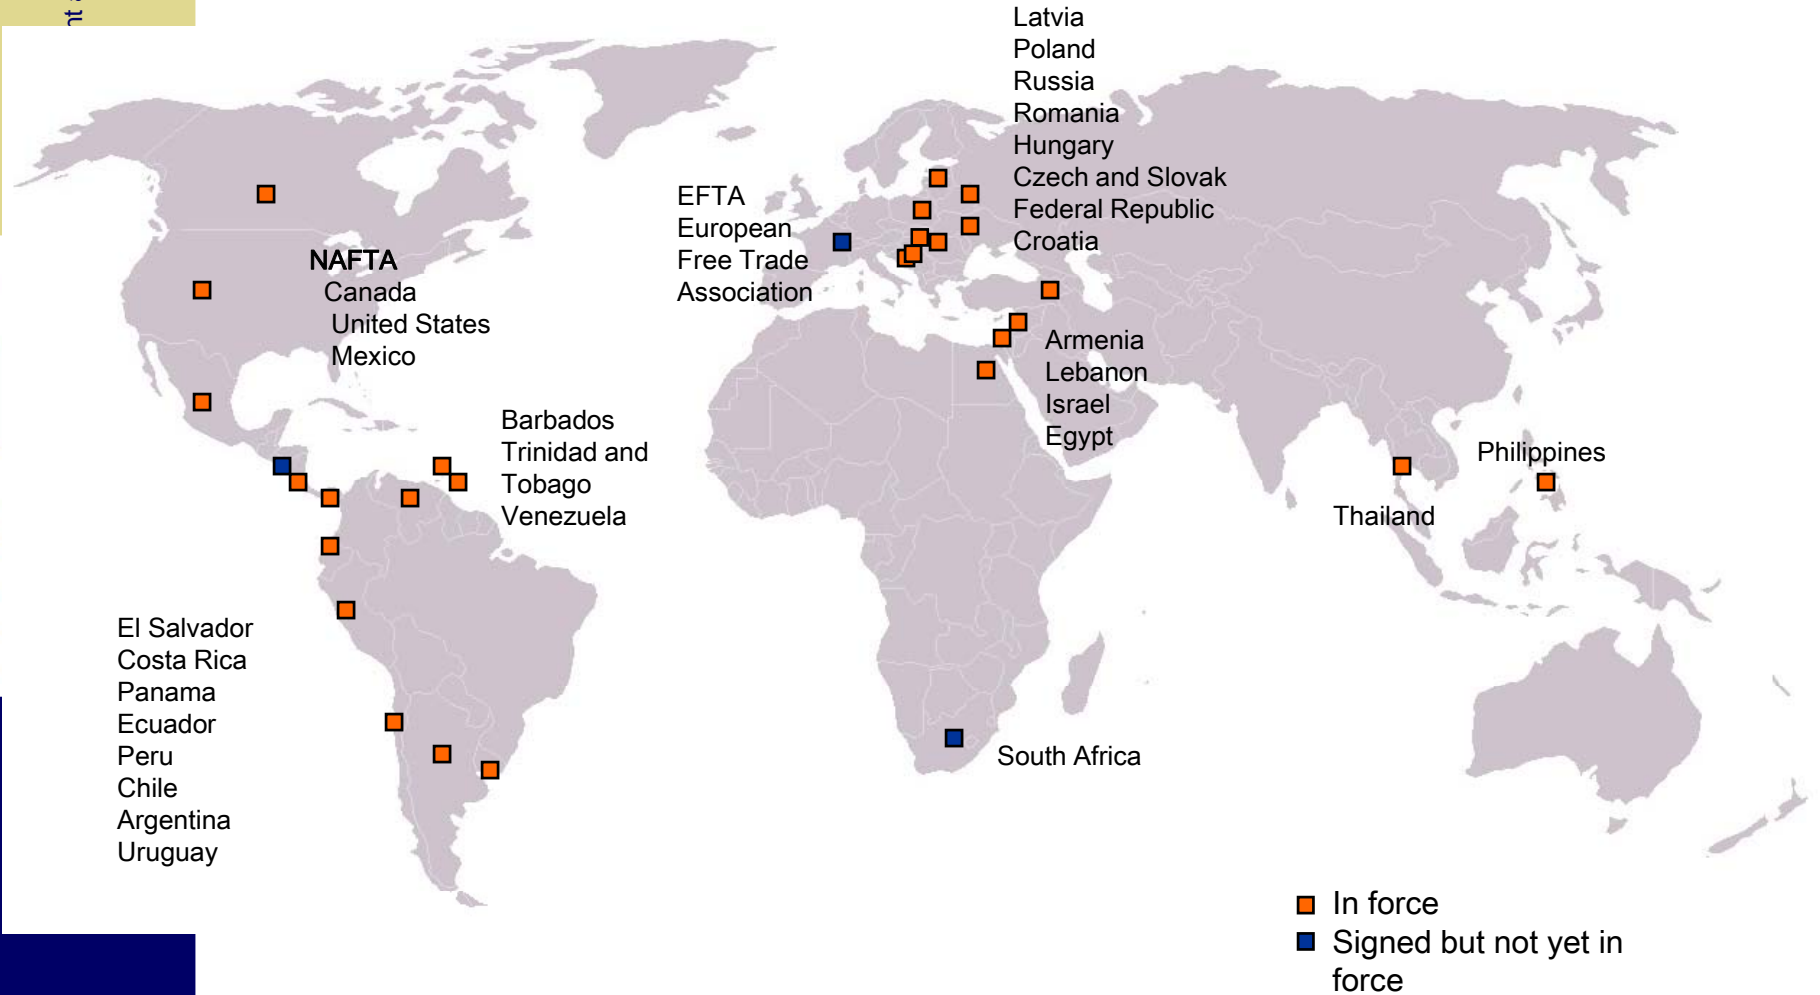 Latvia
Poland
Russia
Romania
Hungary
Czech and Slovak
Federal Republic
Croatia
EFTA
European
Free Trade
Association
NAFTA
Canada
United States
Mexico
Armenia
Lebanon
Israel
Egypt
Barbados
Trinidad and
Tobago
Venezuela
Philippines
Thailand
El Salvador
Costa Rica
Panama
Ecuador
Peru
Chile
Argentina
Uruguay
South Africa
In force
Signed but not yet in
force